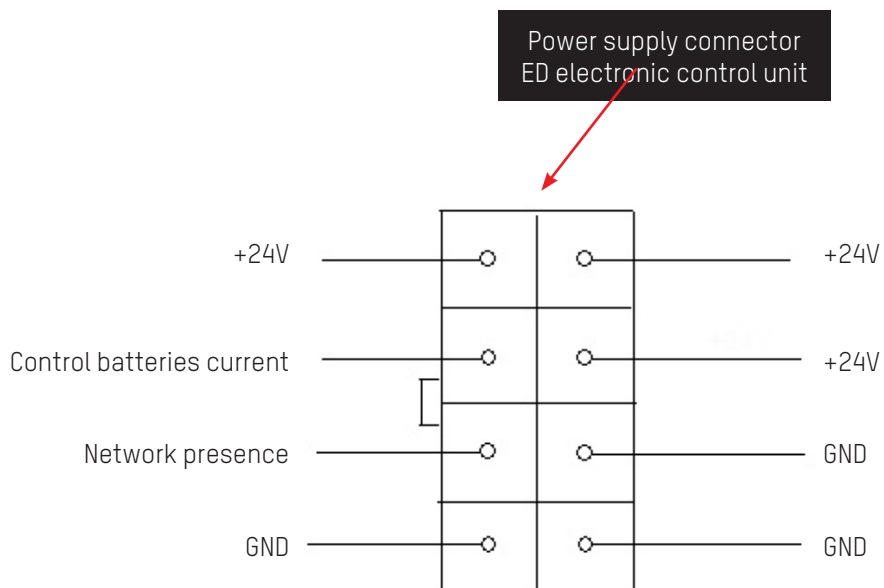 Power supply connector
ED electronic control unit
+24V
+24V
Control batteries current
+24V
Network presence
GND
GND
GND